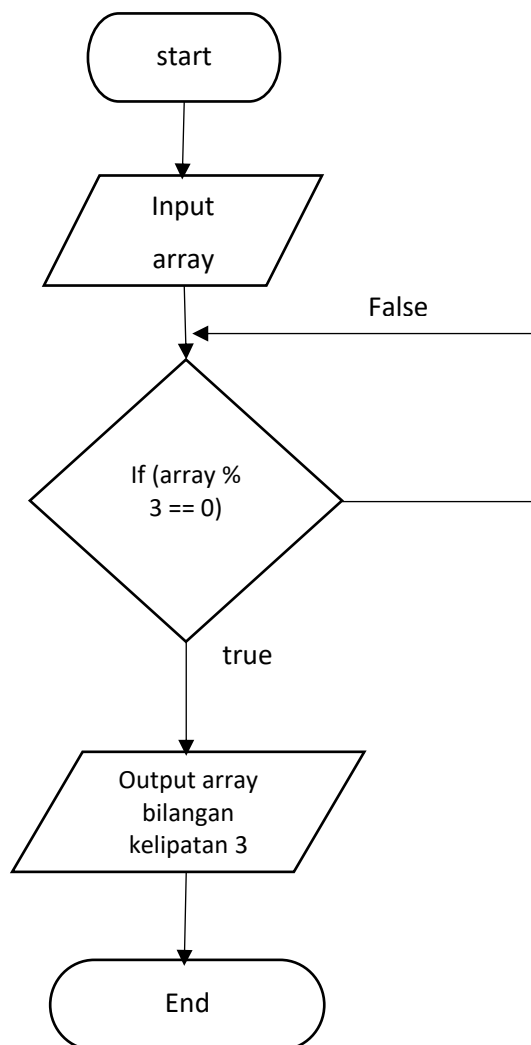 start
Input
array
False
If (array %
3 == 0)
true
Output array
bilangan
kelipatan 3
End